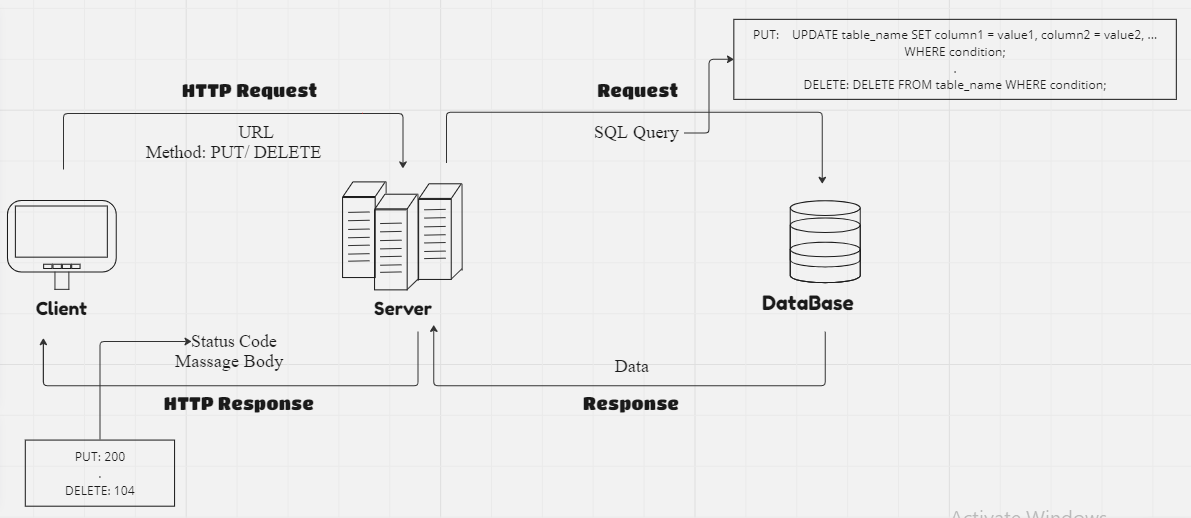 PUT: UPDATE table_name SET column1 = value1, column2 = value2, ...
WHERE condition;
.
DELETE: DELETE FROM table_name WHERE condition;
HTTP Request
Request
URL
Method: PUT/ DELETE
SQL Query
Client
Server
DataBase
Status Code
Massage Body
Data
HTTP Response
Response
PUT: 200
.
DELETE: 104
Activate Windows